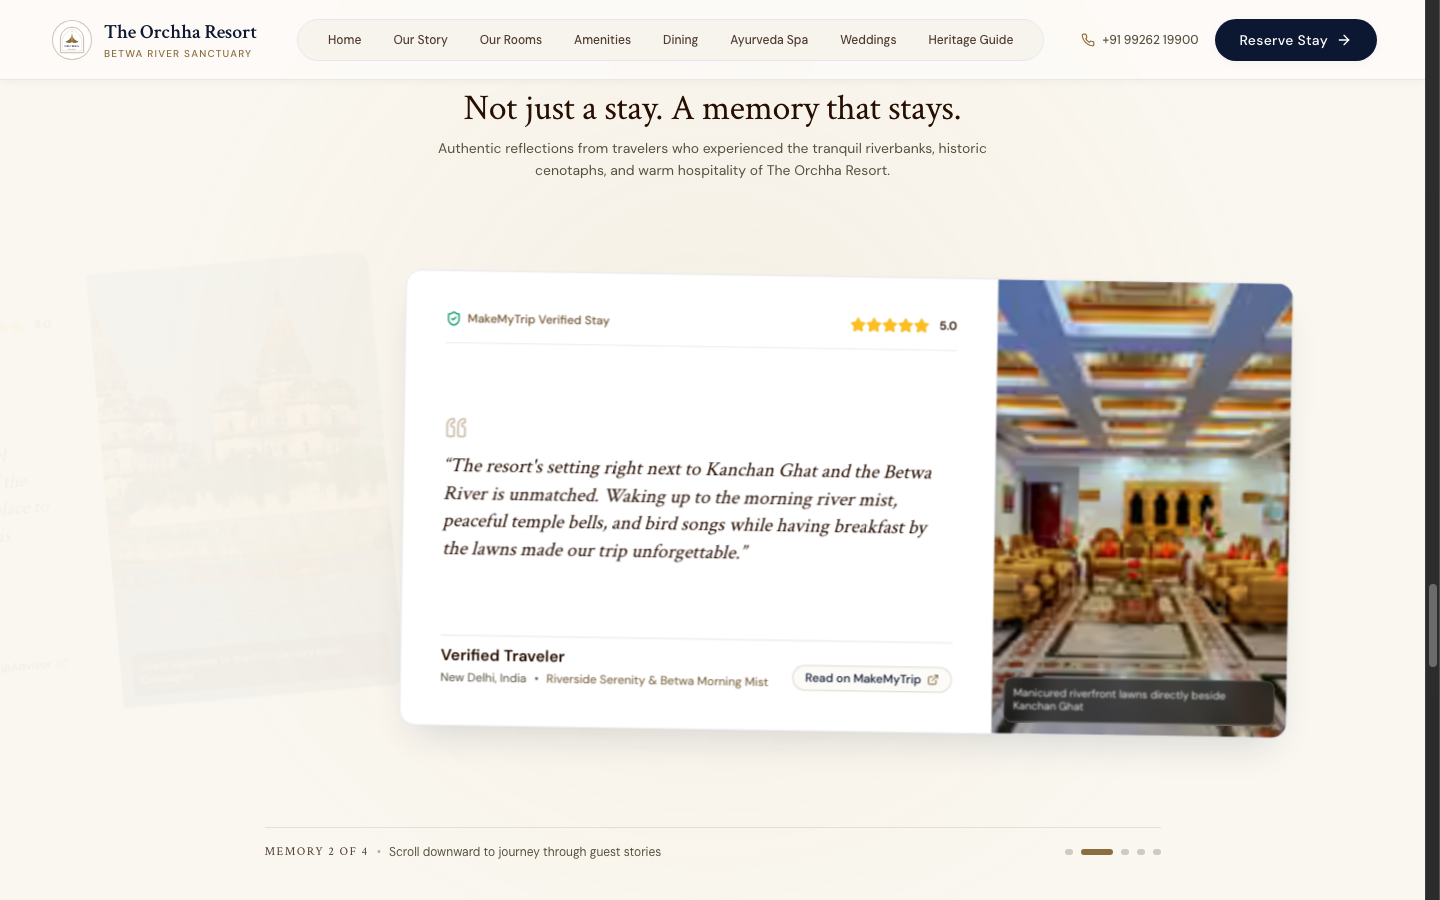 The Orchha Resort
BETWA RIVER SANCTUARY
Home
Our Story
Our Rooms
Amenities
Dining
Ayurveda Spa
Weddings
Heritage Guide
+91 99262 19900
Reserve Stay
Not just a stay. A memory that stays.
Authentic reflections from travelers who experienced the tranquil riverbanks, historic
cenotaphs, and warm hospitality of The Orchha Resort.
MakeMyTrip Verified Stay
5.0
“The resort's setting right next to Kanchan Ghat and the Betwa
River is unmatched. Waking up to the morning river mist,
peaceful temple bells, and bird songs while having breakfast by
the lawns made our trip unforgettable.”
Verified Traveler
New Delhi, India • Riverside Serenity & Betwa Morning Mist
Read on MakeMyTrip
Manicured riverfront lawns directly beside
Kanchan Ghat
MEMORY 2 OF 4 • Scroll downward to journey through guest stories